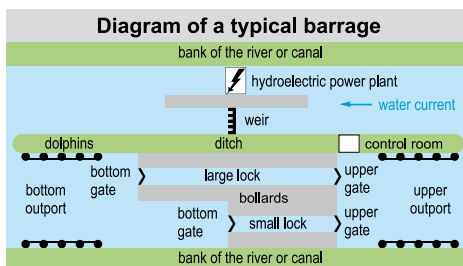 Diagram of a typical barrage
bank of the river or canal
hydroelectric power plant
water current
weir
dolphins
ditch
control room
bottom
gate
large lock
upper
gate
bottom
outport
bollards
upper
outport
bottom
gate
small lock
upper
gate
bank of the river or canal